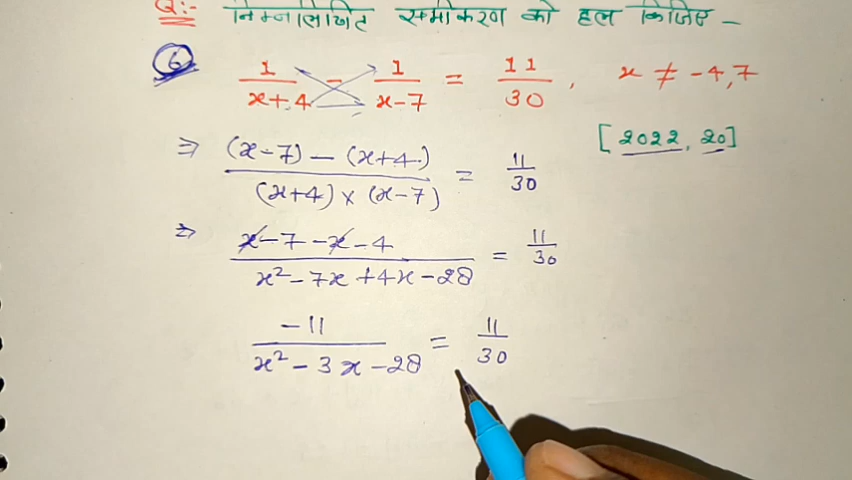 Q:- निम्नलिखित समीकरण को हल किजिए -
6 1/(x+4) - 1/(x-7) = 11/30, x ≠ -4,7
[2022, 20]
⇒ ((x-7) - (x+4))/((x+4) × (x-7)) = 11/30
⇒ (x-7-x-4)/(x²-7x+4x-28) = 11/30
-11/(x²-3x-28) = 11/30